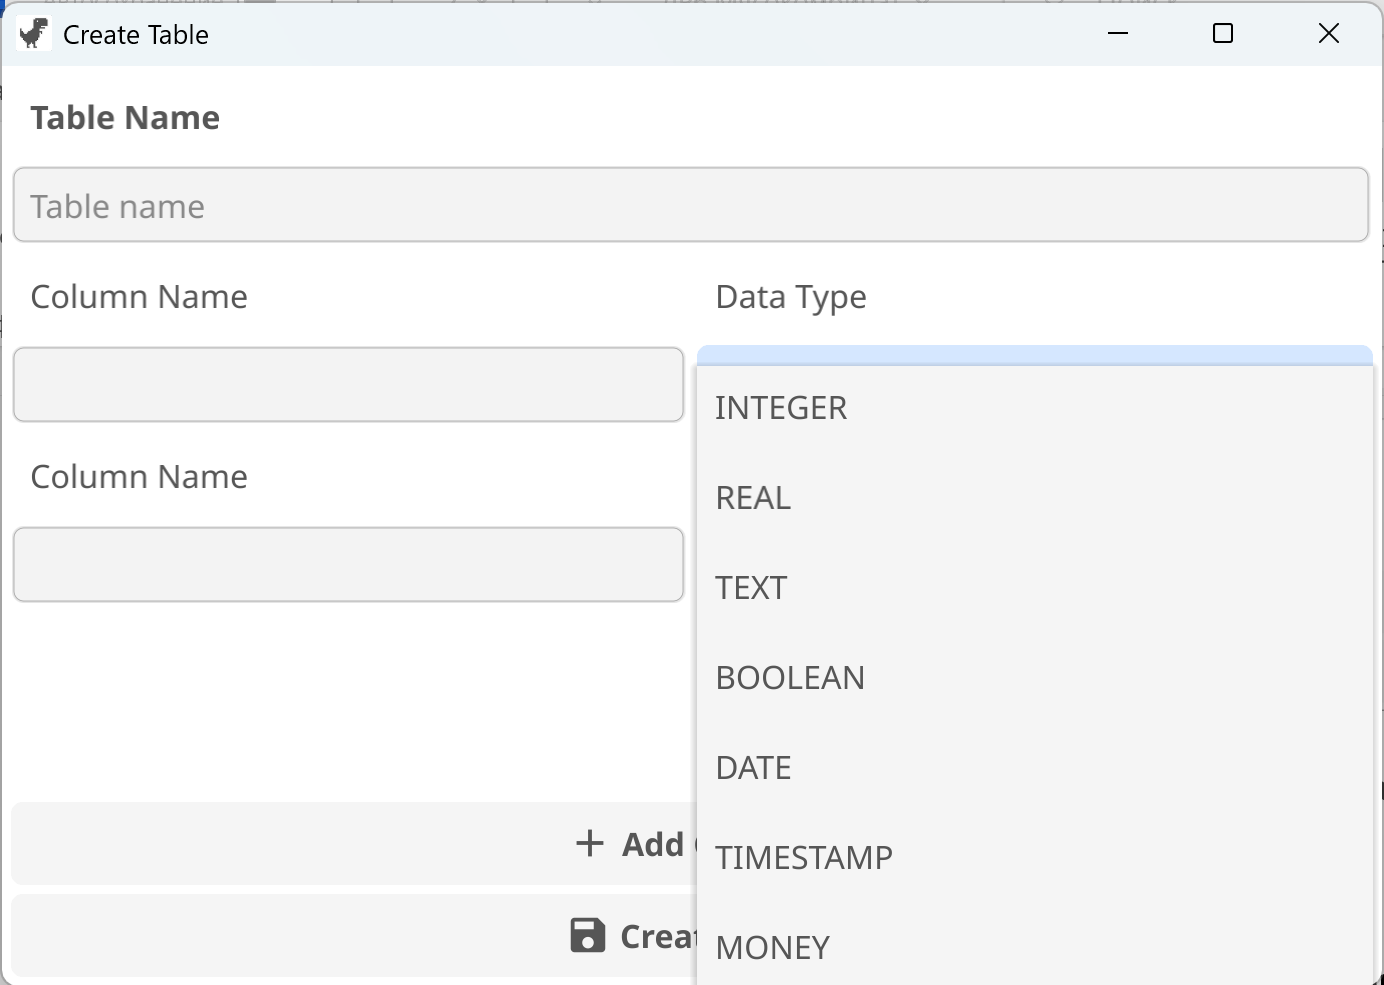 Create Table
Table Name
Table name
Column Name
Data Type
INTEGER
Column Name
REAL
TEXT
BOOLEAN
DATE
Add
TIMESTAMP
MONEY